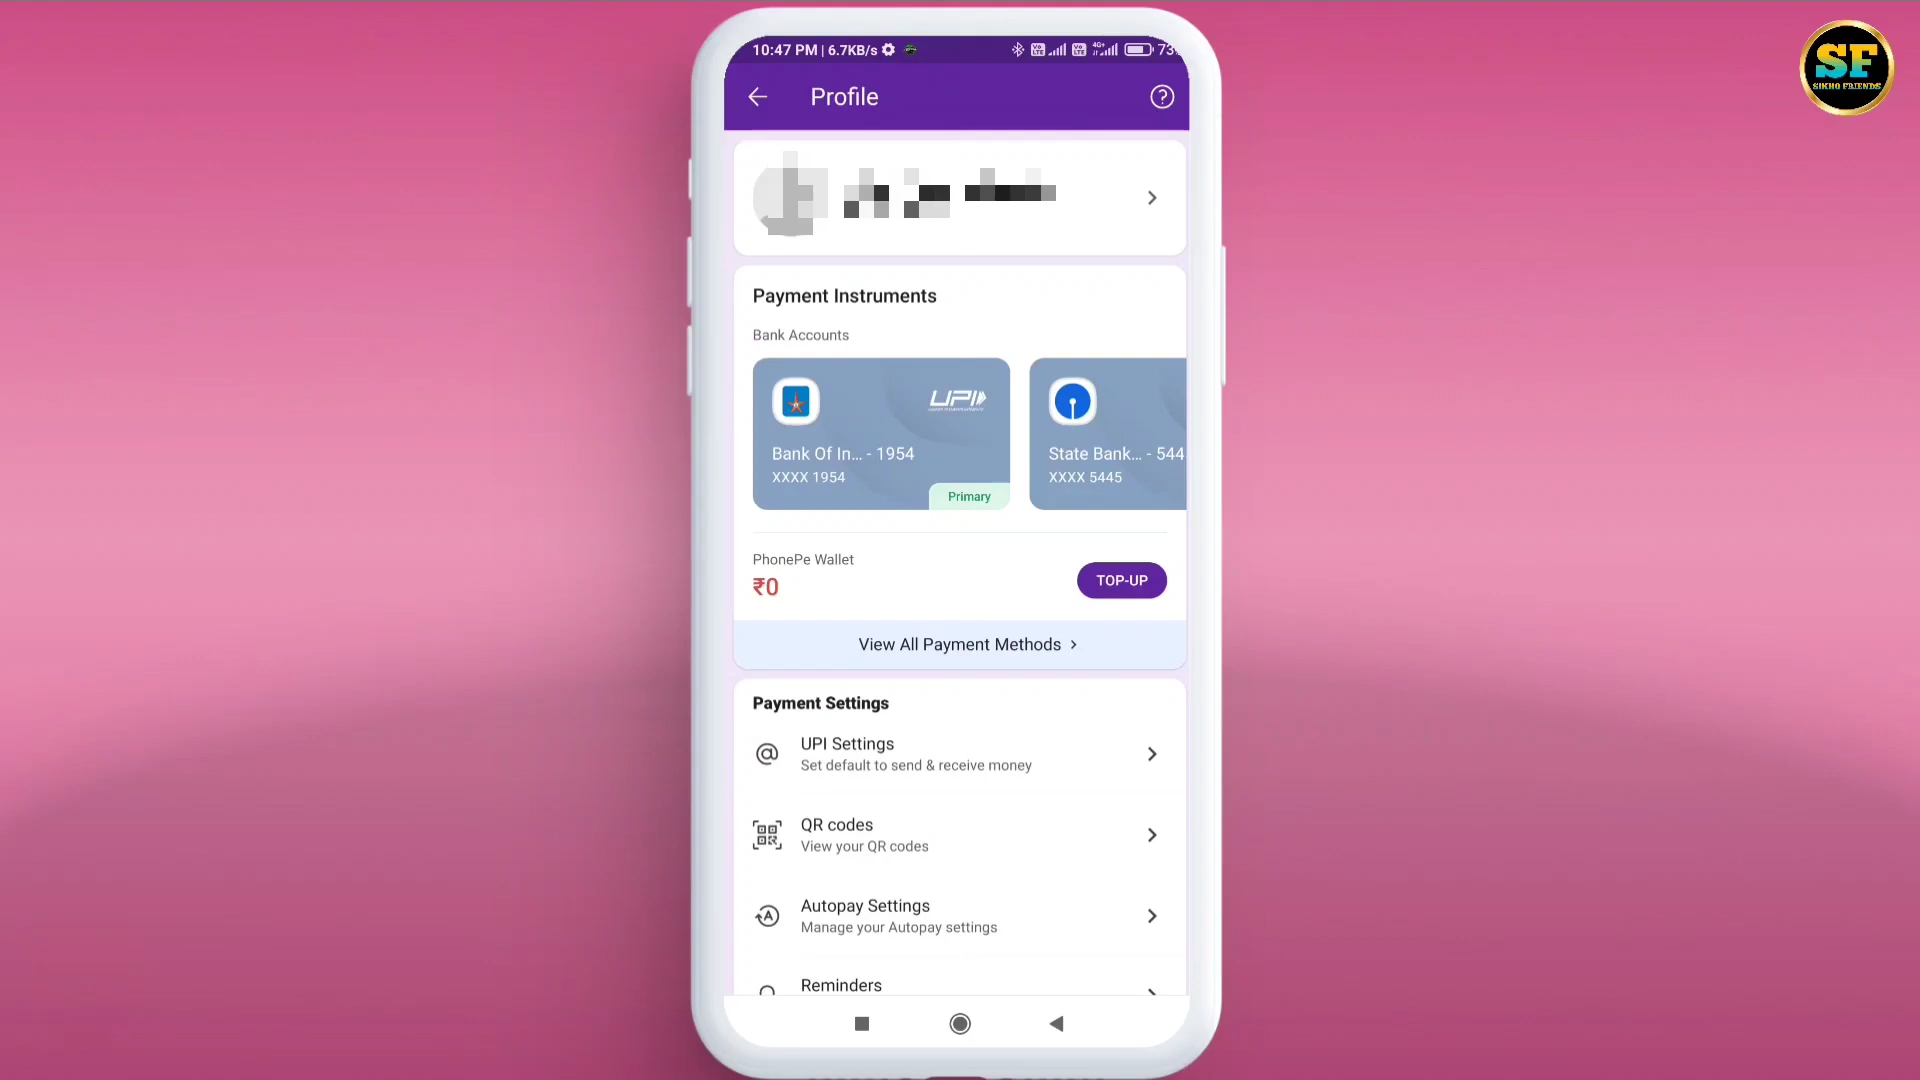 10:47 PM | 6.7KB/s
4G+
73
SF
SIKHO FRIENDS
Profile
Payment Instruments
Bank Accounts
UPI
Bank Of In... - 1954
XXXX 1954
Primary
State Bank... - 544
XXXX 5445
PhonePe Wallet
₹0
TOP-UP
View All Payment Methods
Payment Settings
UPI Settings
Set default to send & receive money
QR codes
View your QR codes
Autopay Settings
Manage your Autopay settings
Reminders